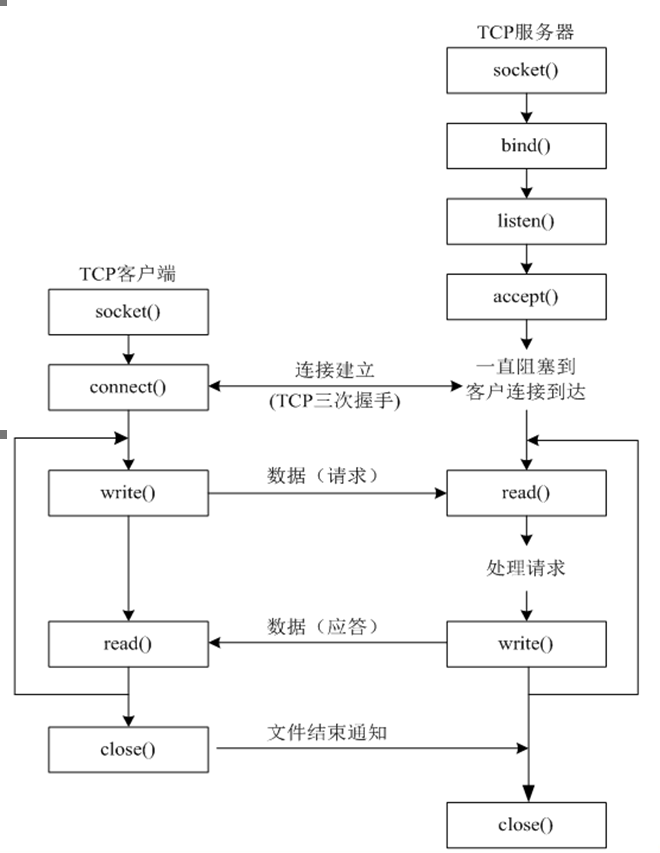 TCP服务器
socket()
bind()
listen()
accept()
TCP客户端
socket()
connect()
连接建立
(TCP三次握手)
一直阻塞到
客户连接到达
write()
数据（请求）
read()
处理请求
read()
数据（应答）
write()
close()
文件结束通知
close()